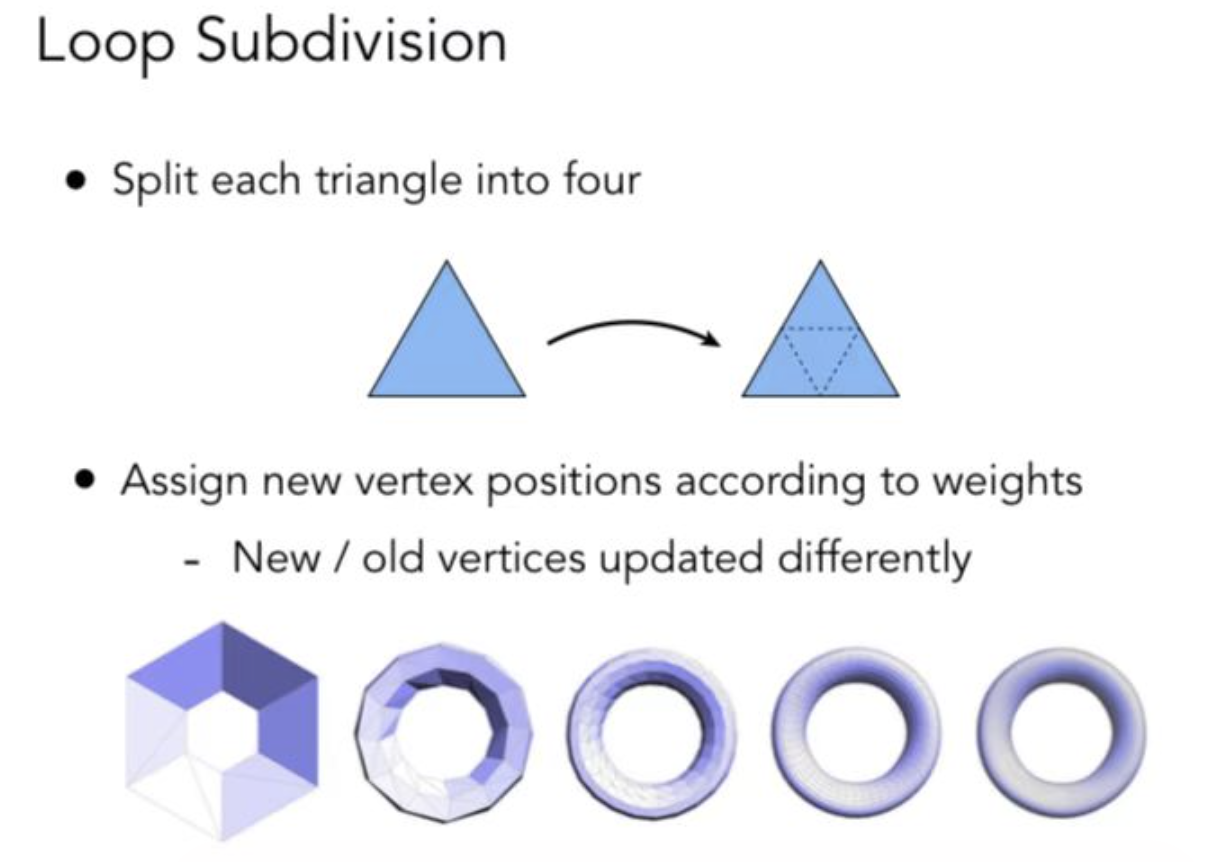 Loop Subdivision
● Split each triangle into four
● Assign new vertex positions according to weights
- New / old vertices updated differently